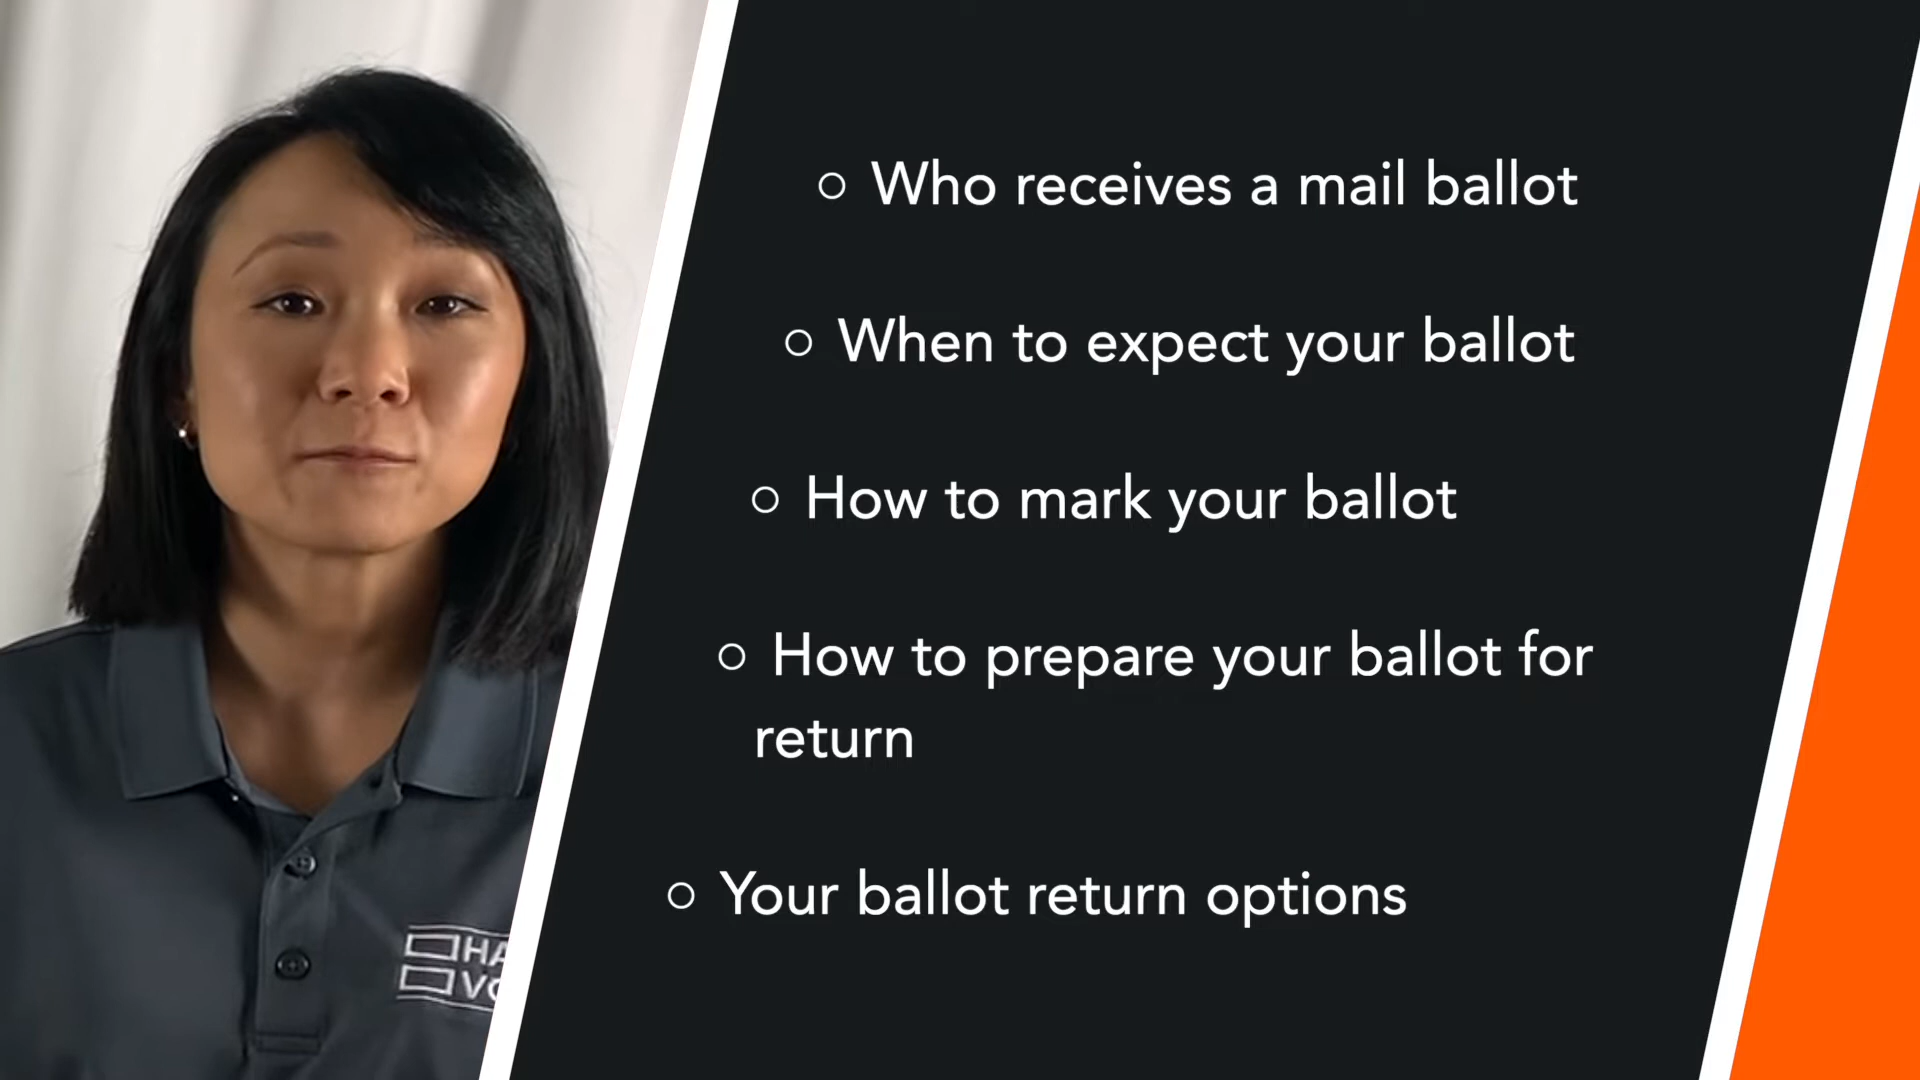 Who receives a mail ballot
When to expect your ballot
How to mark your ballot
How to prepare your ballot for
return
Your ballot return options